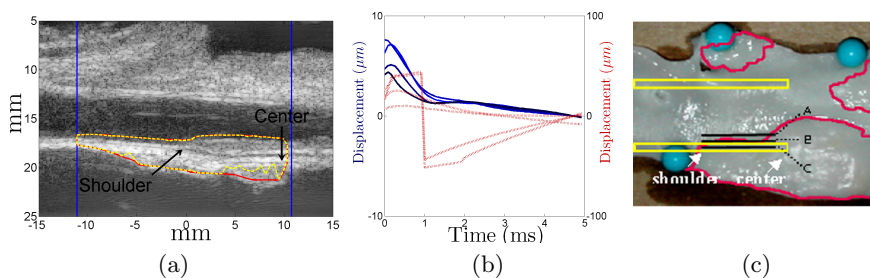 5
10
15
20
25
mm
-15
-10
-5
0
5
10
15
mm
Center
Shoulder
(a)
10
0
-10
Displacement (μm)
0
1
2
3
4
5
Time (ms)
100
0
-100
Displacement (μm)
(b)
A
B
C
shoulder
center
(c)